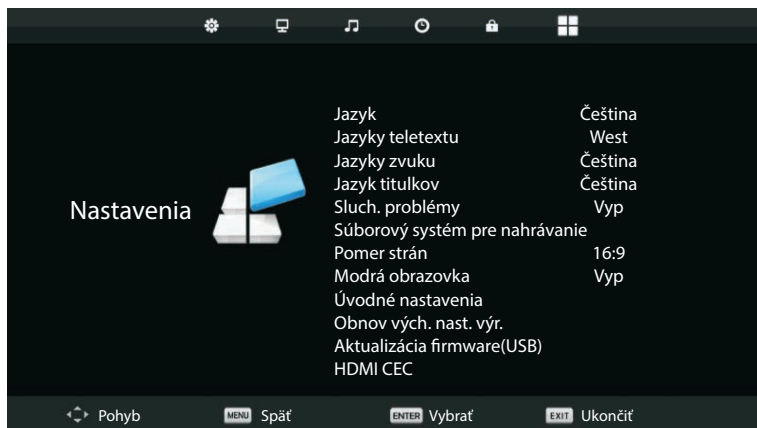 Nastavenia
Jazyk Čeština
Jazyky teletextu West
Jazyky zvuku Čeština
Jazyk titulkov Čeština
Sluch. problémy Vyp
Súborový systém pre nahrávanie
Pomer strán 16:9
Modrá obrazovka Vyp
Úvodné nastavenia
Obnov vých. nast. výr.
Aktualizácia firmware(USB)
HDMI CEC
Pohyb MENU Späť ENTER Vybrať EXIT Ukončiť